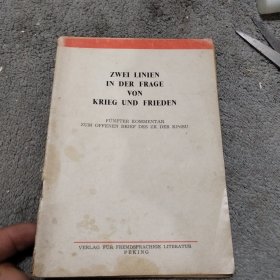 ZWEI LINIEN
IN DER FRAGE
VON
KRIEG UND FRIEDEN
FÜNFTER KOMMENTAR
ZUM OFFENEN BRIEF DES ZK DER KPdSU
VERLAG FÜR FREMDSPRACHIGE LITERATUR
PEKING